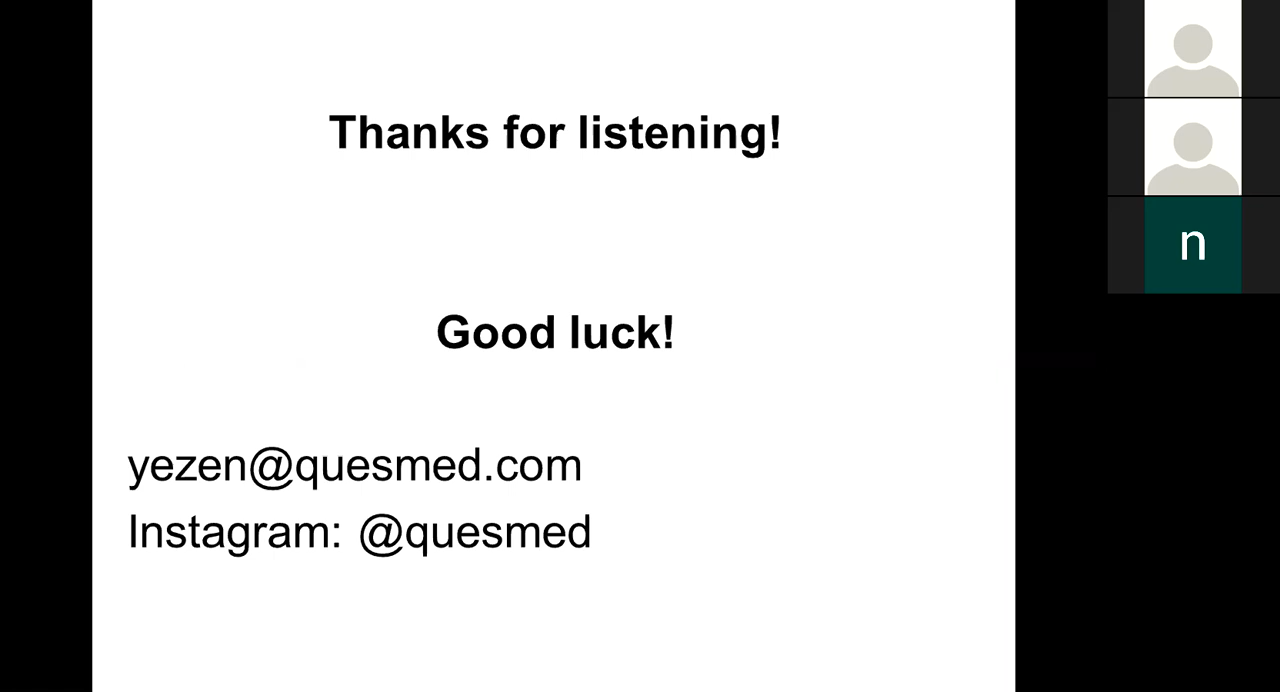 Thanks for listening!
n
Good luck!
yezen@quesmed.com
Instagram: @quesmed